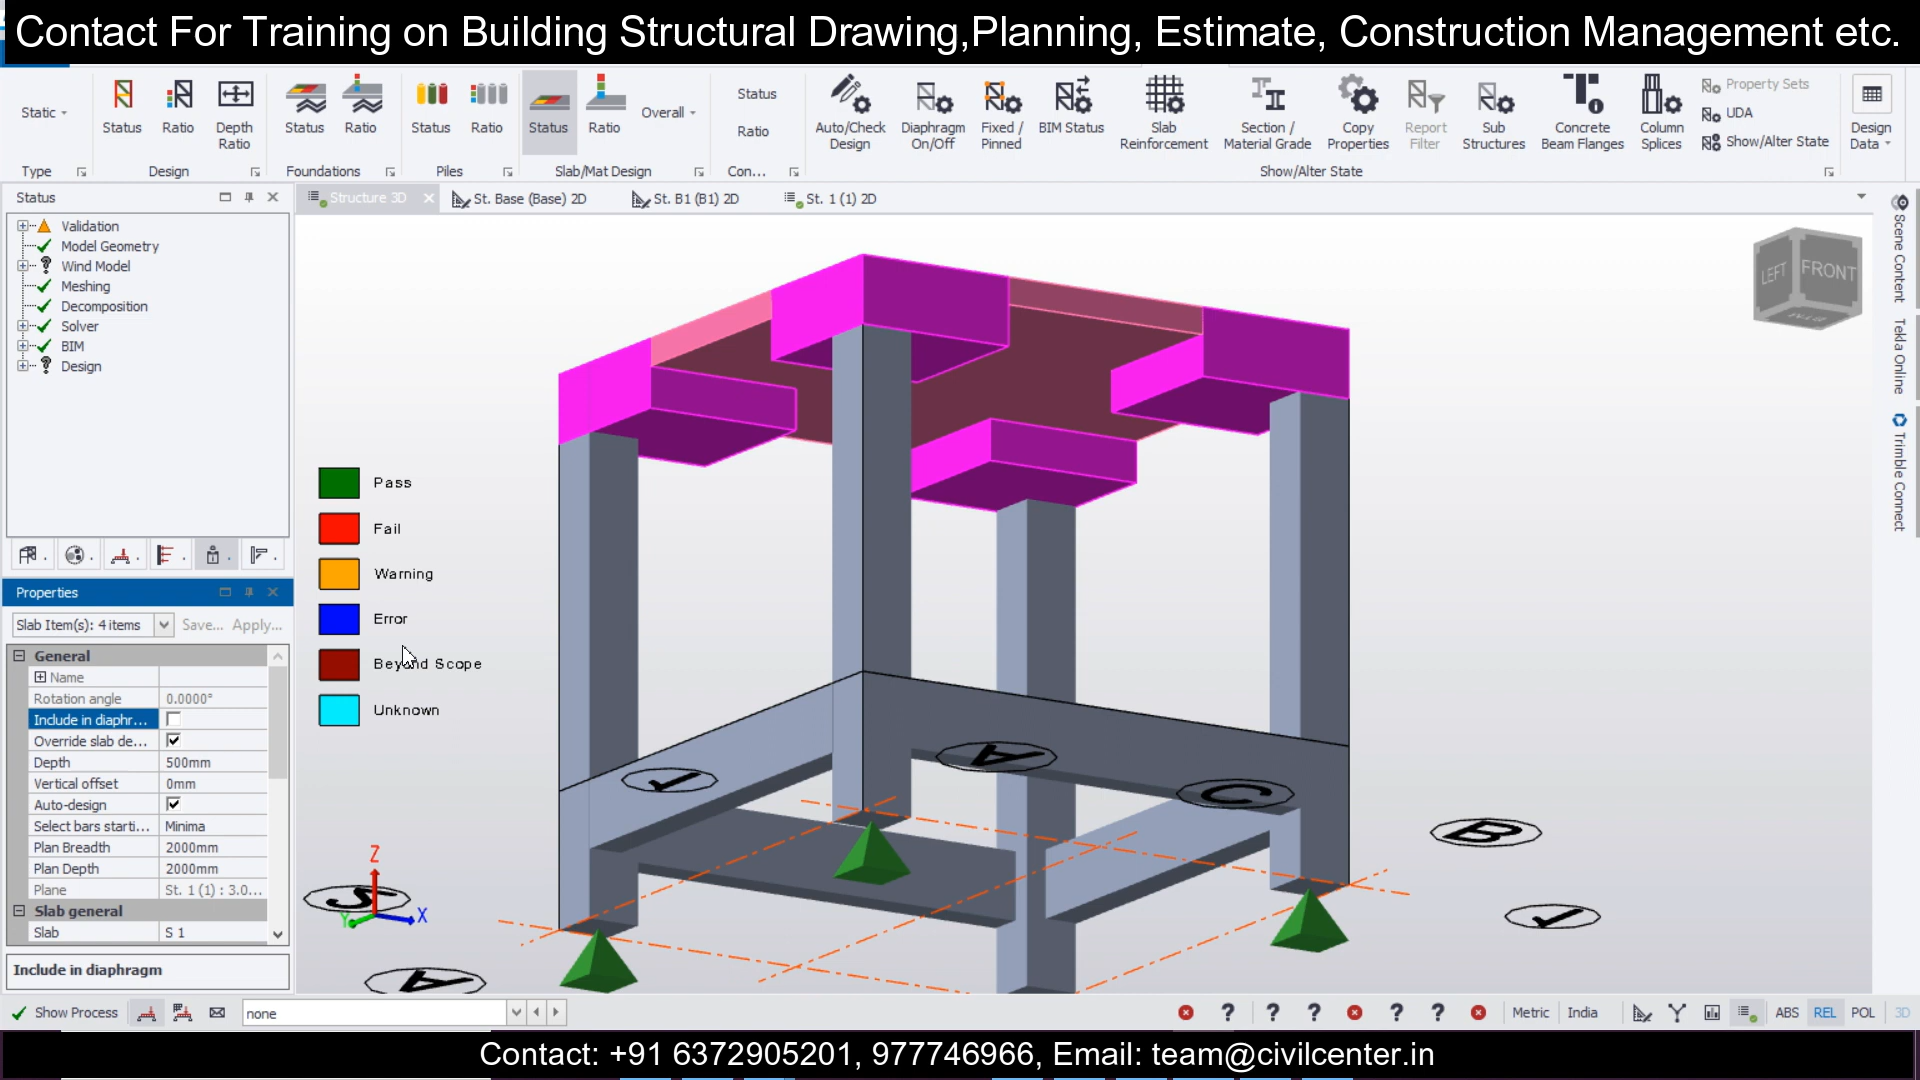 Contact For Training on Building Structural Drawing,Planning, Estimate, Construction Management etc.
Static
Status
Ratio
Depth Ratio
Status
Ratio
Status
Ratio
Status
Ratio
Overall
Status
Ratio
Auto/Check Design
Diaphragm On/Off
Fixed / Pinned
BIM Status
Slab Reinforcement
Section / Material Grade
Copy Properties
Report Filter
Sub Structures
Concrete Beam Flanges
Column Splices
Property Sets
UDA
Show/Alter State
Design Data
Type
Design
Foundations
Piles
Slab/Mat Design
Con...
Show/Alter State
Status
Structure 3D
St. Base (Base) 2D
St. B1 (B1) 2D
St. 1 (1) 2D
Validation
Model Geometry
Wind Model
Meshing
Decomposition
Solver
BIM
Design
LEFT
FRONT
Scene Content
Tekla Online
Trimble Connect
Pass
Fail
Warning
Error
Beyond Scope
Unknown
Properties
Slab Item(s): 4 items
Save...
Apply...
General
Name
Rotation angle 0.0000°
Include in diaphr...
Override slab de...
Depth 500mm
Vertical offset 0mm
Auto-design
Select bars starti... Minima
Plan Breadth 2000mm
Plan Depth 2000mm
Plane St. 1 (1) : 3.0...
Slab general
Slab S 1
Include in diaphragm
1
A
C
B
1
A
Z
Y
X
Show Process
none
Metric
India
ABS
REL
POL
3D
Contact: +91 6372905201, 977746966, Email: team@civilcenter.in